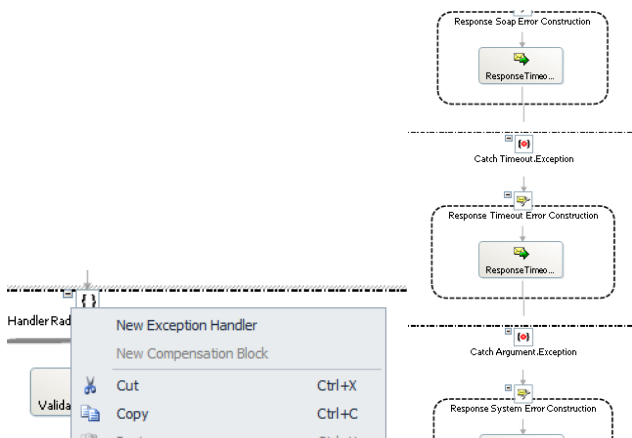 Response Soap Error Construction
ResponseTimeo...
Catch Timeout.Exception
Response Timeout Error Construction
ResponseTimeo...
Catch Argument.Exception
Response System Error Construction
Handler Rad
New Exception Handler
New Compensation Block
Cut Ctrl+X
Copy Ctrl+C
Valida